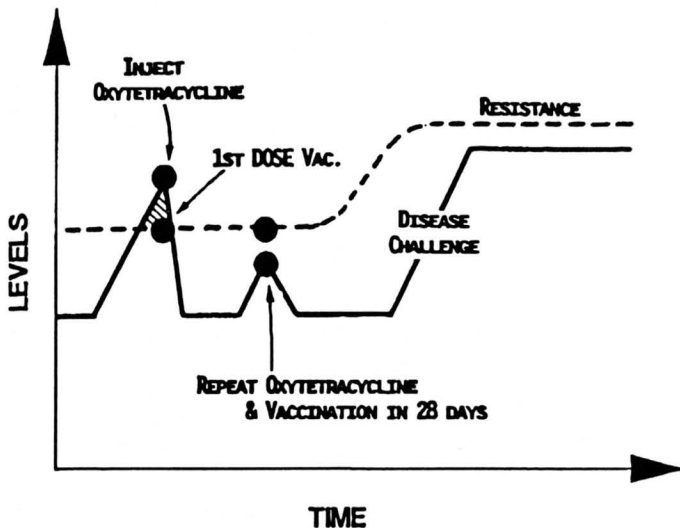 INJECT
OXYTETRACYCLINE
1ST DOSE VAC.
RESISTANCE
DISEASE
CHALLENGE
LEVELS
REPEAT OXYTETRACYCLINE
& VACCINATION IN 28 DAYS
TIME